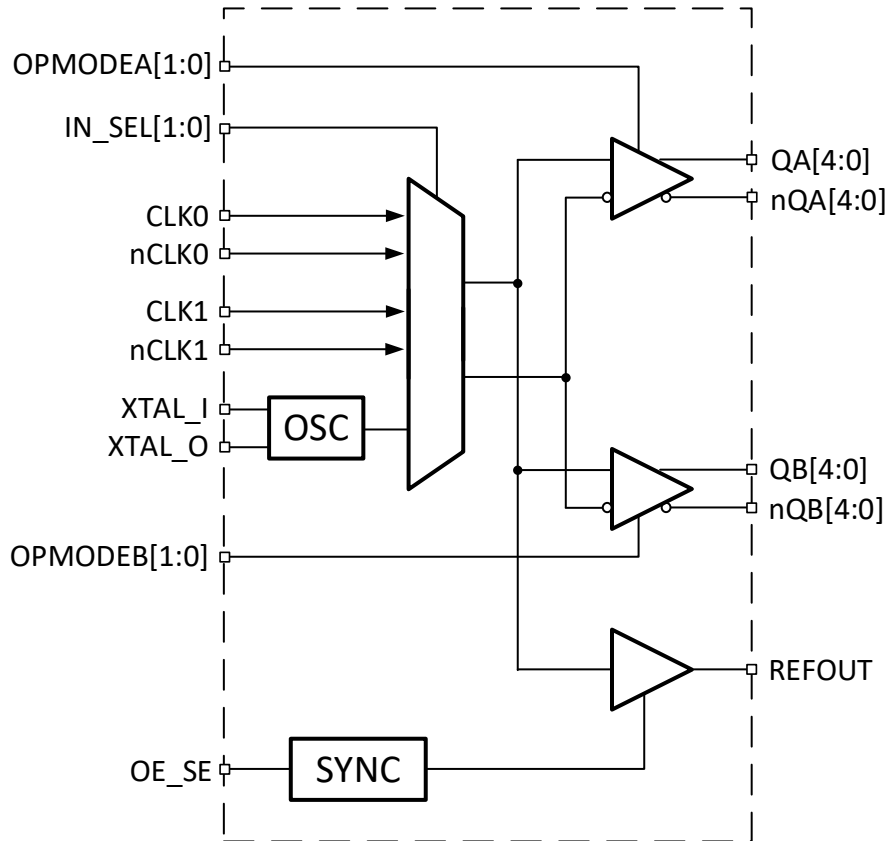 OPMODEA[1:0]
IN_SEL[1:0]
QA[4:0]
nQA[4:0]
CLK0
nCLK0
CLK1
nCLK1
XTAL_I
OSC
XTAL_O
QB[4:0]
nQB[4:0]
OPMODEB[1:0]
REFOUT
OE_SE
SYNC